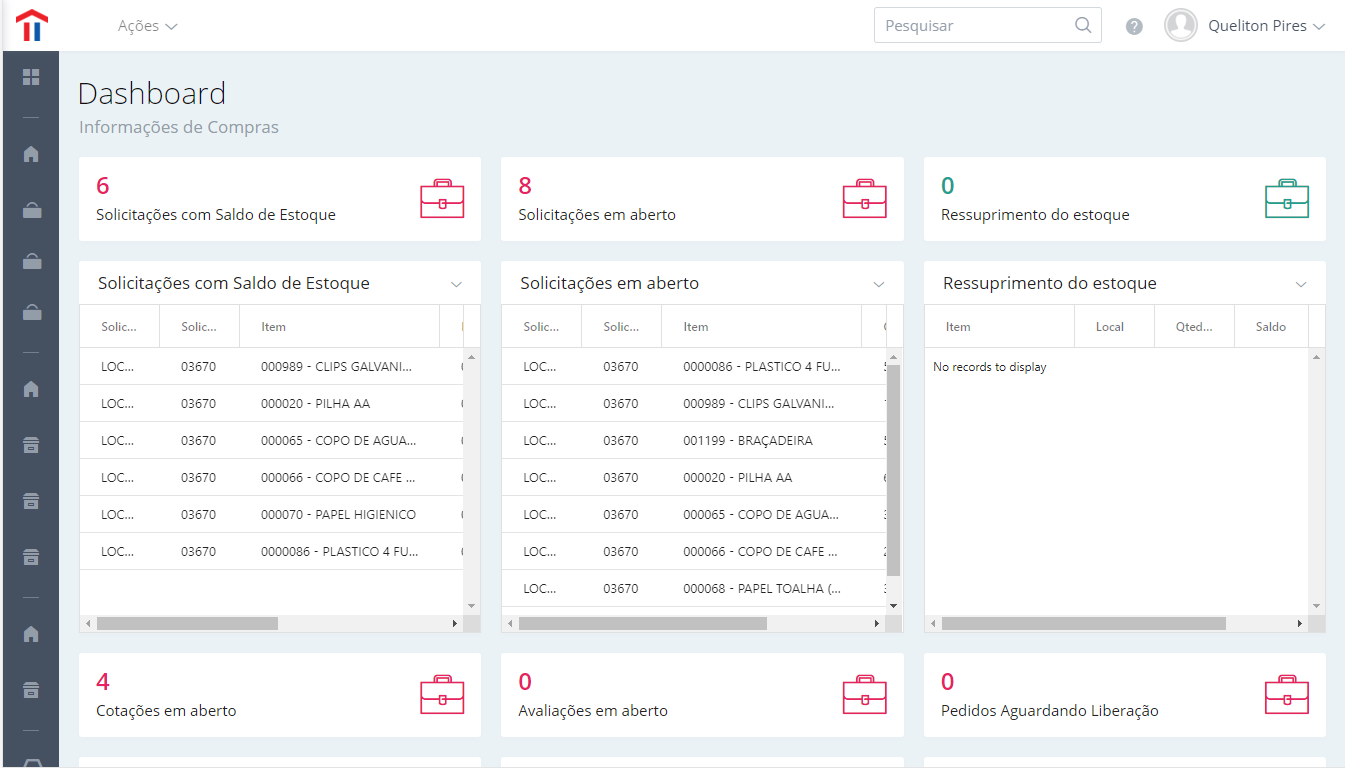 Ações
Pesquisar
Queliton Pires
Dashboard
Informações de Compras
6
Solicitações com Saldo de Estoque
8
Solicitações em aberto
0
Ressuprimento do estoque
Solicitações com Saldo de Estoque
Solic... Solic... Item
LOC... 03670 000989 - CLIPS GALVANI...
LOC... 03670 000020 - PILHA AA
LOC... 03670 000065 - COPO DE AGUA...
LOC... 03670 000066 - COPO DE CAFE ...
LOC... 03670 000070 - PAPEL HIGIENICO
LOC... 03670 0000086 - PLASTICO 4 FU...
Solicitações em aberto
Solic... Solic... Item
LOC... 03670 0000086 - PLASTICO 4 FU...
LOC... 03670 000989 - CLIPS GALVANI...
LOC... 03670 001199 - BRAÇADEIRA
LOC... 03670 000020 - PILHA AA
LOC... 03670 000065 - COPO DE AGUA...
LOC... 03670 000066 - COPO DE CAFE ...
LOC... 03670 000068 - PAPEL TOALHA (...
Ressuprimento do estoque
Item Local Qted... Saldo
No records to display
4
Cotações em aberto
0
Avaliações em aberto
0
Pedidos Aguardando Liberação